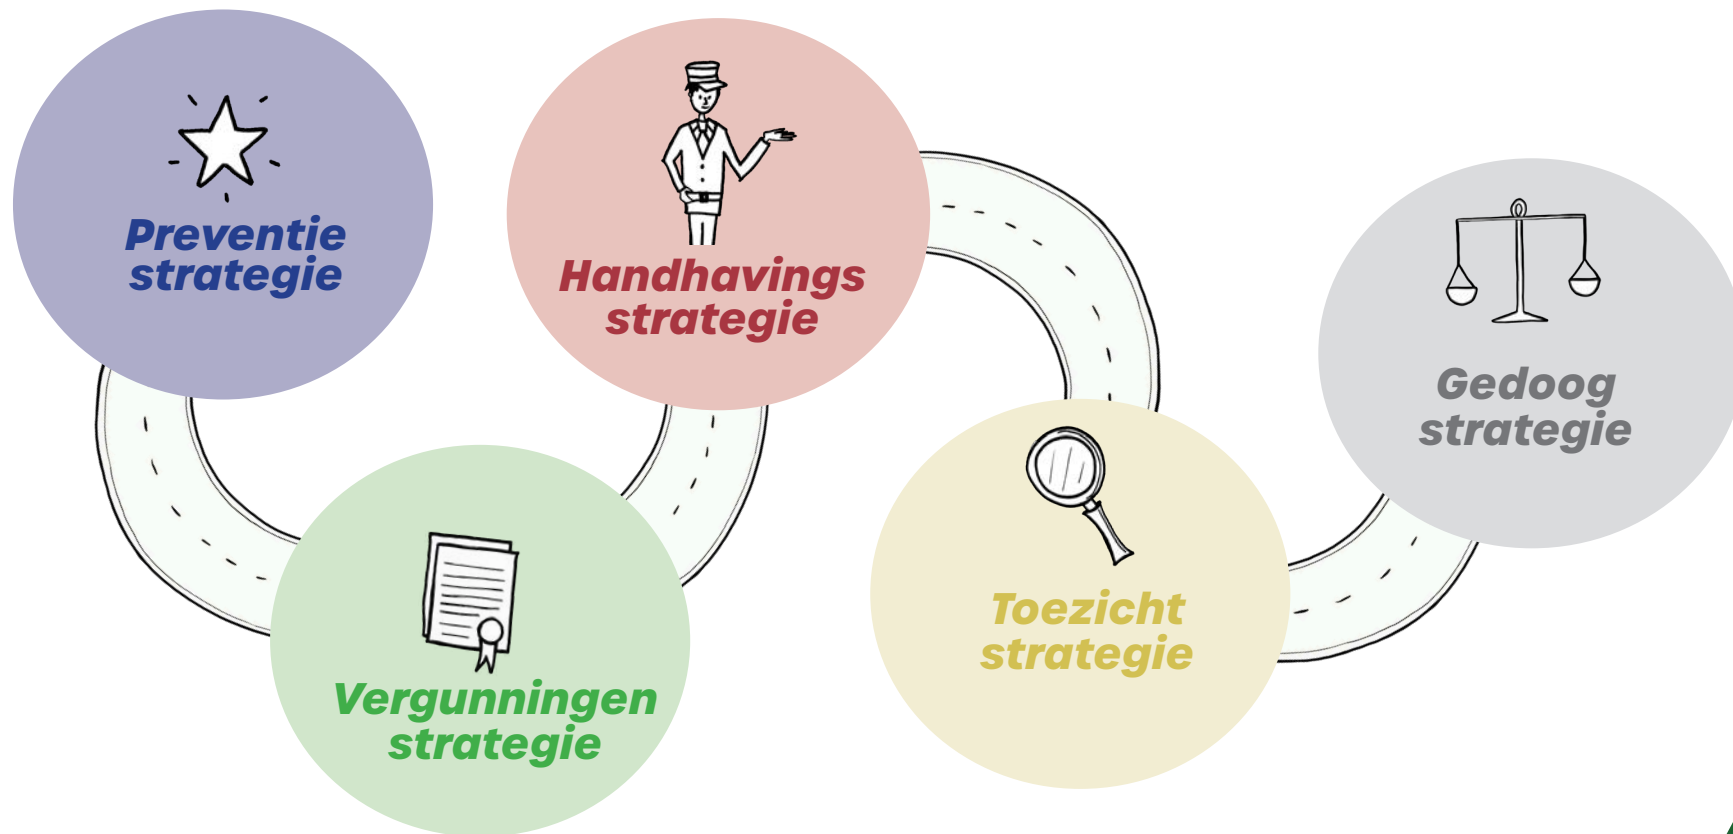 Preventie
strategie
Vergunningen
strategie
Handhavings
strategie
Toezicht
strategie
Gedoog
strategie